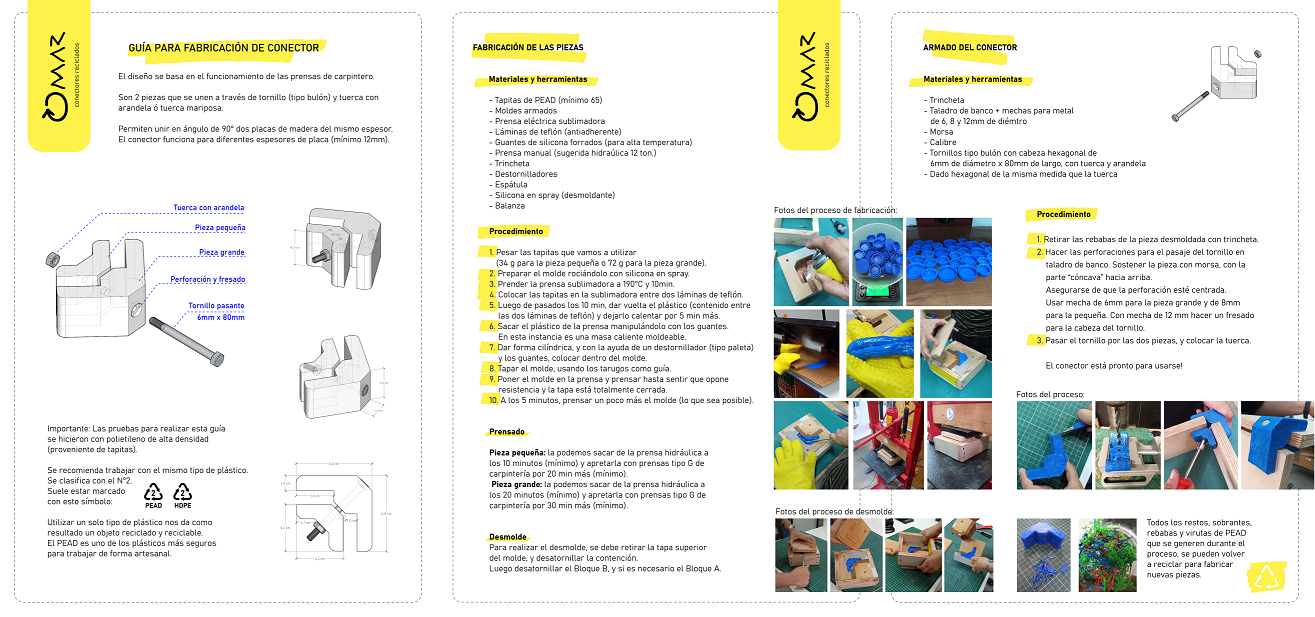 OMAR
conectores reciclados
GUÍA PARA FABRICACIÓN DE CONECTOR
El diseño se basa en el funcionamiento de las prensas de carpintero.
Son 2 piezas que se unen a través de tornillo (tipo bulón) y tuerca con
arandela ó tuerca mariposa.
Permiten unir en ángulo de 90° dos placas de madera del mismo espesor.
El conector funciona para diferentes espesores de placa (mínimo 12mm).
Tuerca con arandela
Pieza pequeña
Pieza grande
Perforación y fresado
Tornillo pasante
6mm x 80mm
Importante: Las pruebas para realizar esta guía
se hicieron con polietileno de alta densidad
(proveniente de tapitas).
Se recomienda trabajar con el mismo tipo de plástico.
Se clasifica con el N°2.
Suele estar marcado
con este símbolo:
2
PEAD
2
HDPE
Utilizar un solo tipo de plástico nos da como
resultado un objeto reciclado y reciclable.
El PEAD es uno de los plásticos más seguros
para trabajar de forma artesanal.
FABRICACIÓN DE LAS PIEZAS
Materiales y herramientas
- Tapitas de PEAD (mínimo 65)
- Moldes armados
- Prensa eléctrica sublimadora
- Láminas de teflón (antiadherente)
- Guantes de silicona forrados (para alta temperatura)
- Prensa manual (sugerida hidraúlica 12 ton.)
- Trincheta
- Destornilladores
- Espátula
- Silicona en spray (desmoldante)
- Balanza
Procedimiento
1. Pesar las tapitas que vamos a utilizar
(34 g para la pieza pequeña o 72 g para la pieza grande).
2. Preparar el molde rociándolo con silicona en spray.
3. Prender la prensa sublimadora a 190°C y 10min.
4. Colocar las tapitas en la sublimadora entre dos láminas de teflón.
5. Luego de pasados los 10 min, dar vuelta el plástico (contenido entre
las dos láminas de teflón) y dejarlo calentar por 5 min más.
6. Sacar el plástico de la prensa manipulándolo con los guantes.
En esta instancia es una masa caliente moldeable.
7. Dar forma cilíndrica, y con la ayuda de un destornillador (tipo paleta)
y los guantes, colocar dentro del molde.
8. Tapar el molde, usando los tarugos como guía.
9. Poner el molde en la prensa y prensar hasta sentir que opone
resistencia y la tapa está totalmente cerrada.
10. A los 5 minutos, prensar un poco más el molde (lo que sea posible).
Prensado
Pieza pequeña: la podemos sacar de la prensa hidráulica a
los 10 minutos (mínimo) y apretarla con prensas tipo G de
carpintería por 20 min más (mínimo).
Pieza grande: la podemos sacar de la prensa hidráulica a
los 20 minutos (mínimo) y apretarla con prensas tipo G de
carpintería por 30 min más (mínimo).
Desmolde
Para realizar el desmolde, se debe retirar la tapa superior
del molde, y desatornillar la contención.
Luego desatornillar el Bloque B, y si es necesario el Bloque A.
OMAR
conectores reciclados
Fotos del proceso de fabricación:
Fotos del proceso de desmolde:
ARMADO DEL CONECTOR
Materiales y herramientas
- Trincheta
- Taladro de banco + mechas para metal
de 6, 8 y 12mm de diémtro
- Morsa
- Calibre
- Tornillos tipo bulón con cabeza hexagonal de
6mm de diámetro x 80mm de largo, con tuerca y arandela
- Dado hexagonal de la misma medida que la tuerca
Procedimiento
1. Retirar las rebabas de la pieza desmoldada con trincheta.
2. Hacer las perforaciones para el pasaje del tornillo en
taladro de banco. Sostener la pieza con morsa, con la
parte “cóncava” hacia arriba.
Asegurarse de que la perforación esté centrada.
Usar mecha de 6mm para la pieza grande y de 8mm
para la pequeña. Con mecha de 12 mm hacer un fresado
para la cabeza del tornillo.
3. Pasar el tornillo por las dos piezas, y colocar la tuerca.
El conector está pronto para usarse!
Fotos del proceso:
Todos los restos, sobrantes,
rebabas y virutas de PEAD
que se generen durante el
proceso, se pueden volver
a reciclar para fabricar
nuevas piezas.